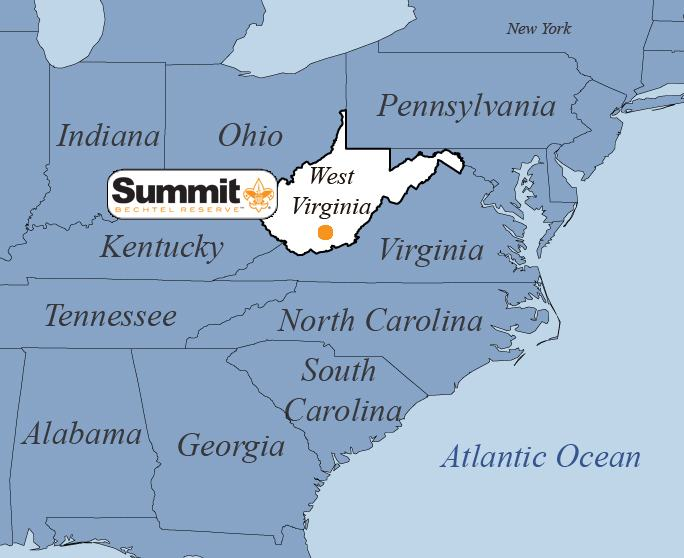 New York
Pennsylvania
Indiana
Ohio
West
Virginia
Summit
BECHTEL RESERVE™
Kentucky
Virginia
Tennessee
North Carolina
South
Carolina
Alabama
Georgia
Atlantic Ocean